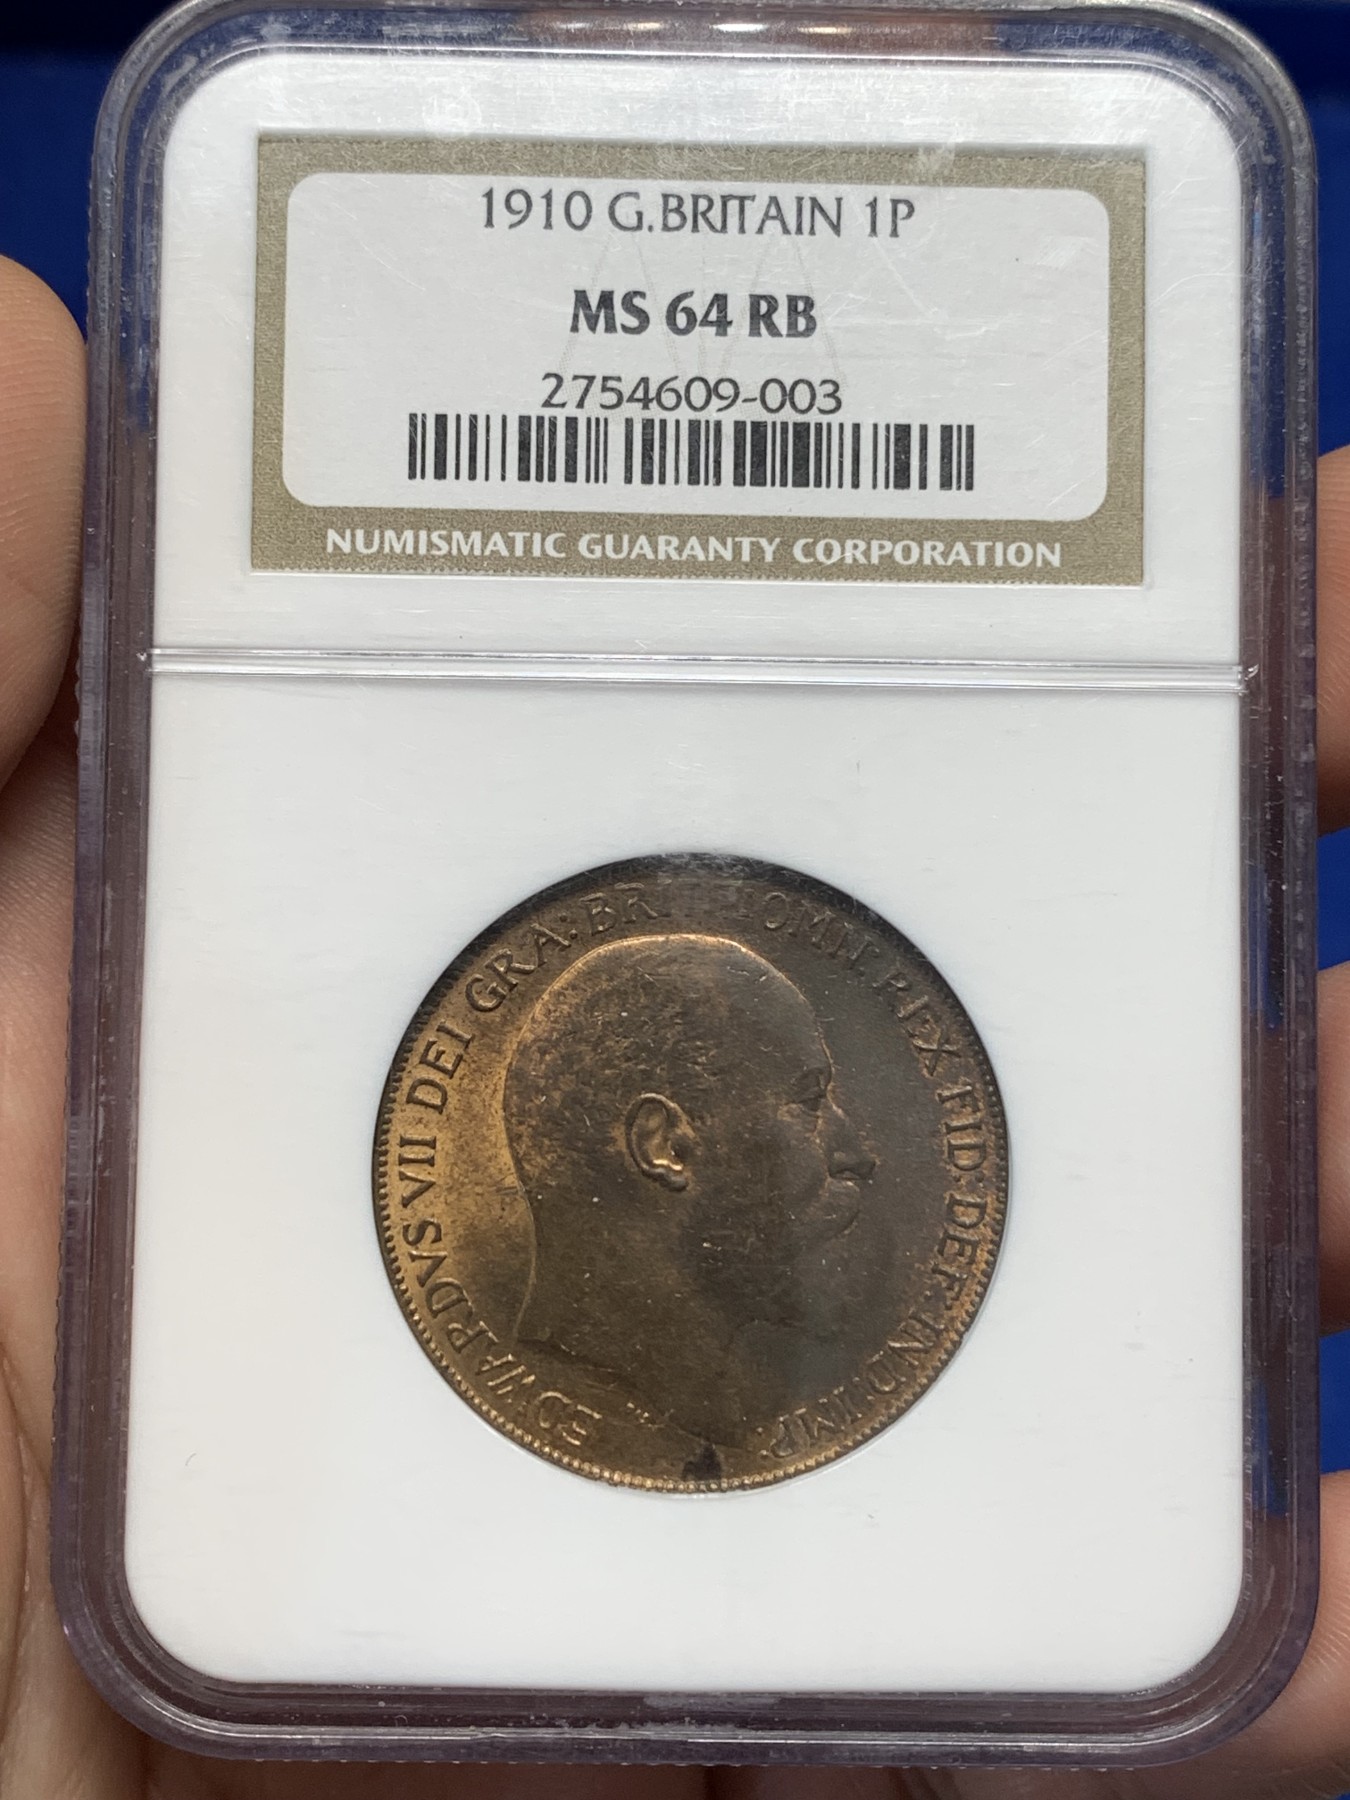 1910 G.BRITAIN 1P
MS 64 RB
2754609-003
NUMISMATIC GUARANTY CORPORATION
EDWARDVS VII DEI GRA: BRITT: OMN: REX FID: DEF: IND: IMP: